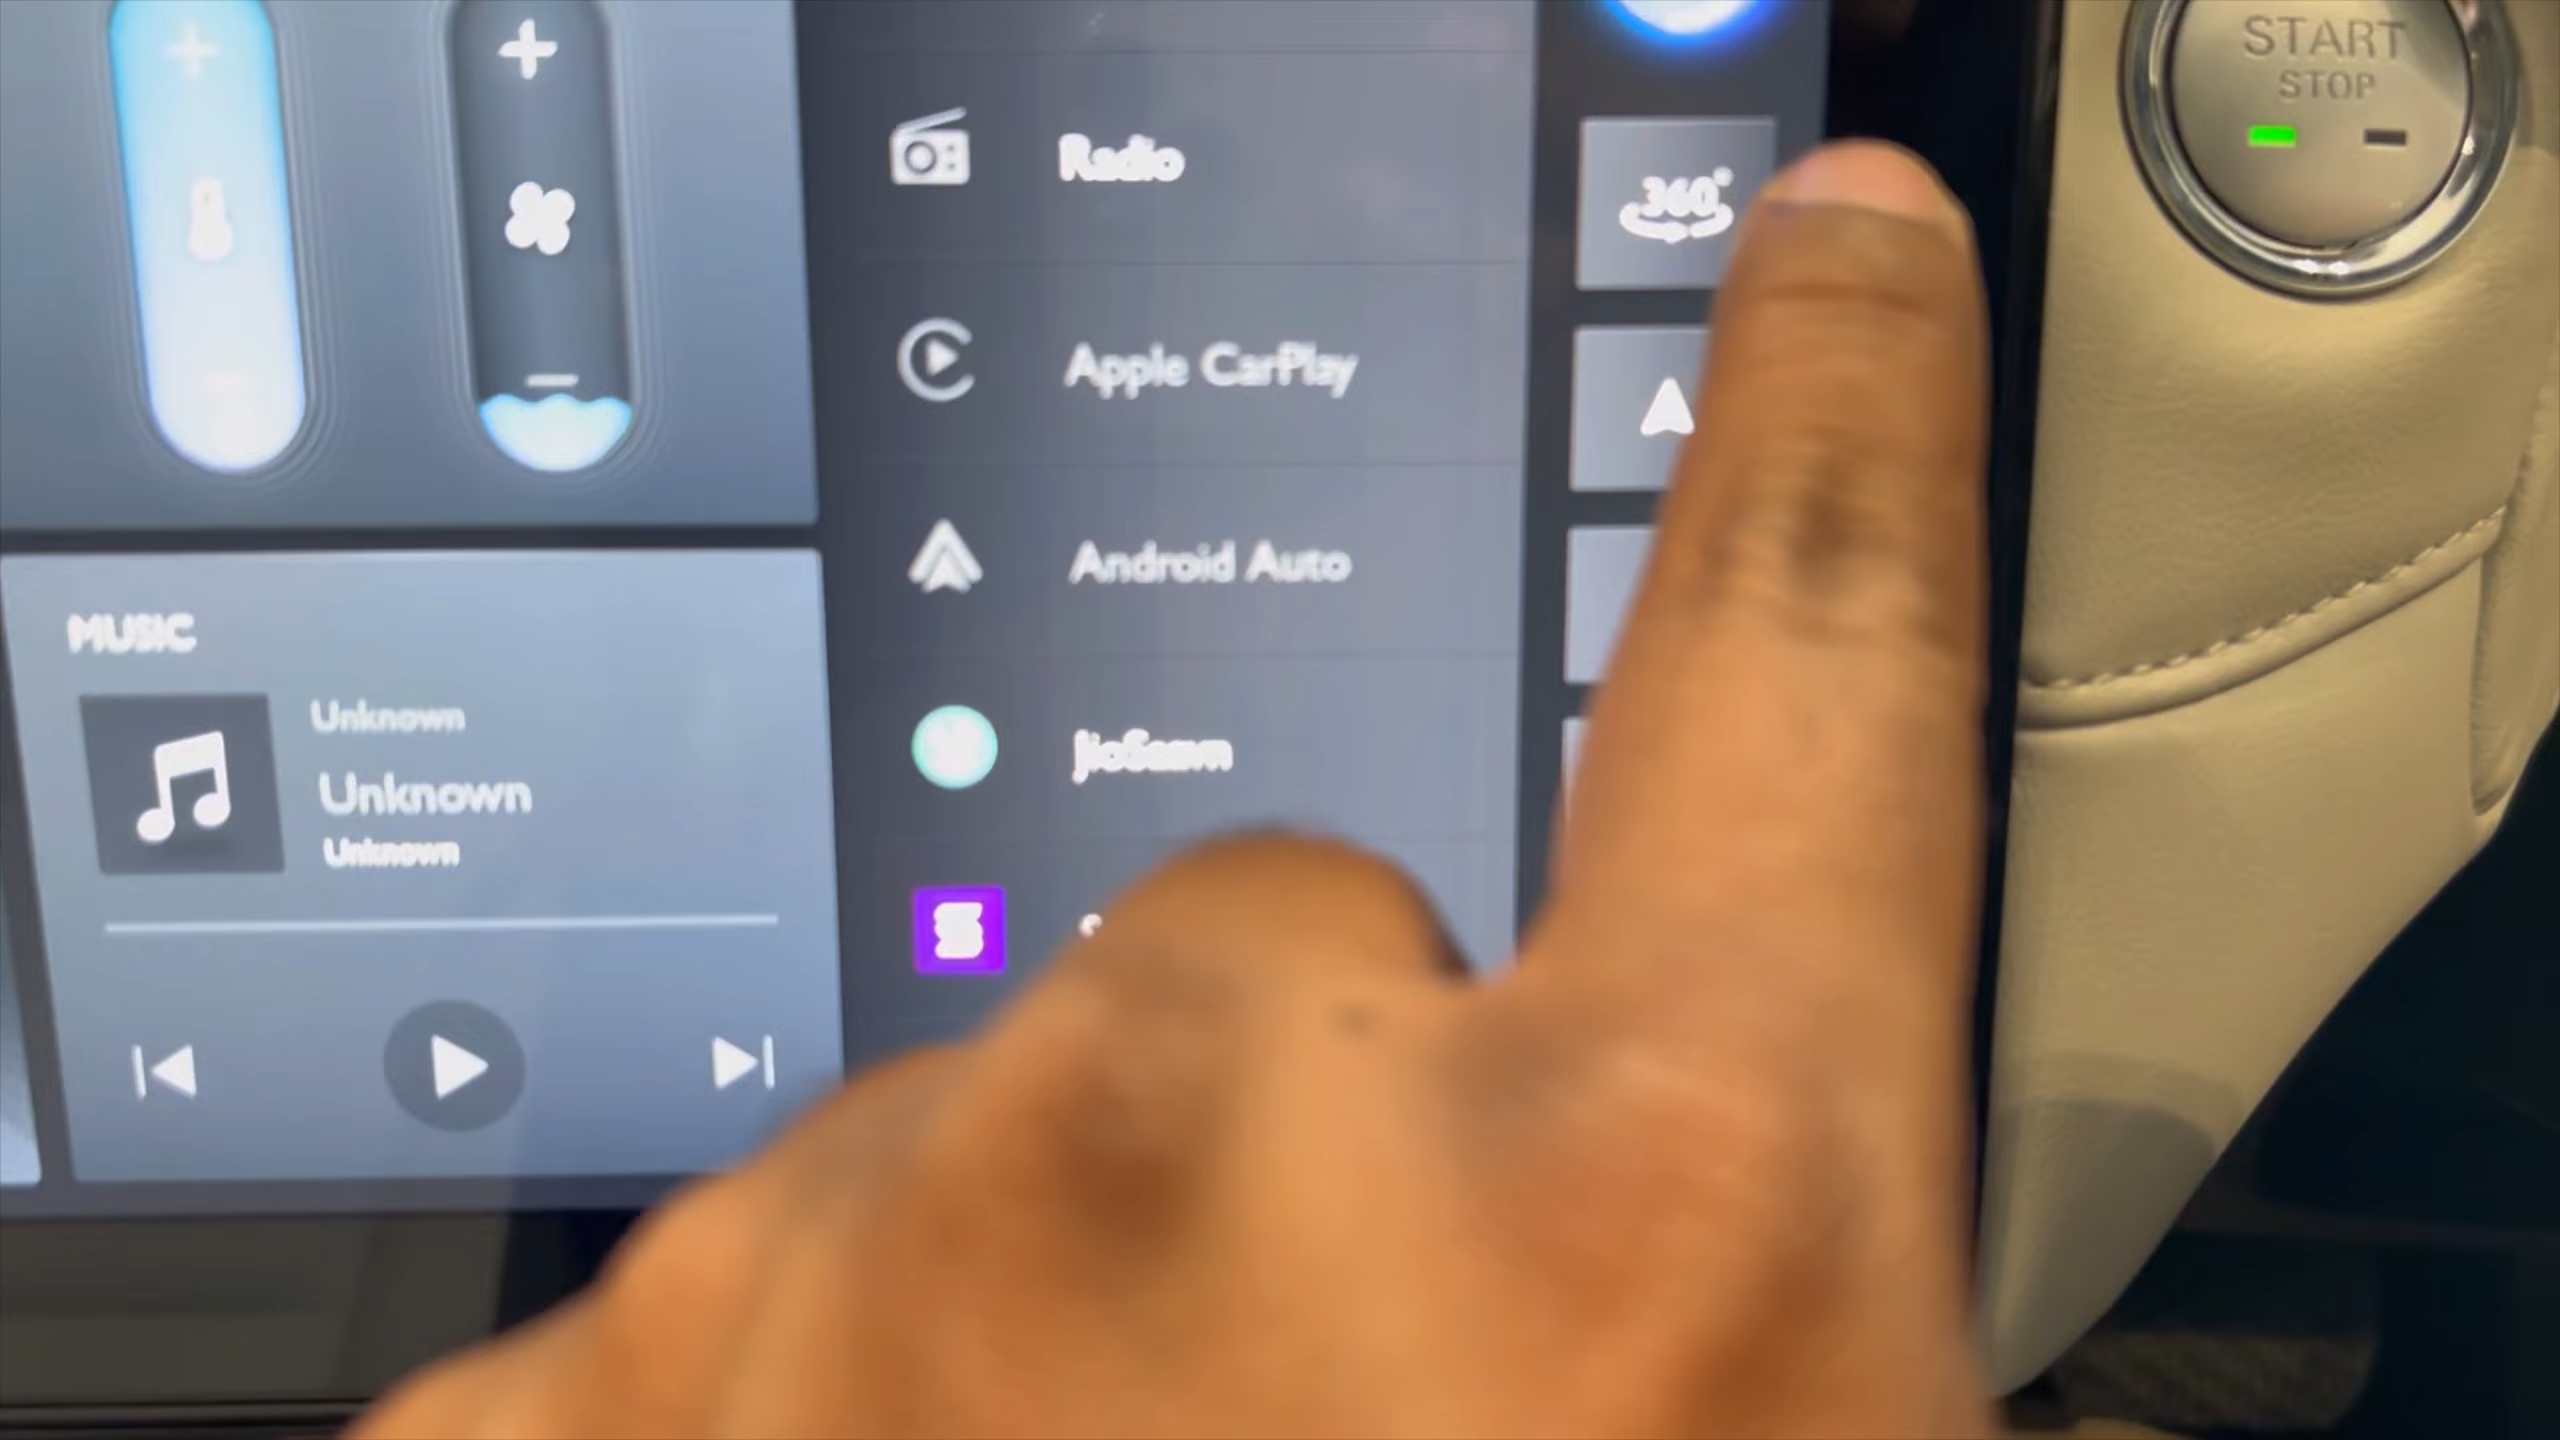 START
STOP
Radio
360°
Apple CarPlay
Android Auto
MUSIC
Unknown
Unknown
Unknown
JioSaavn